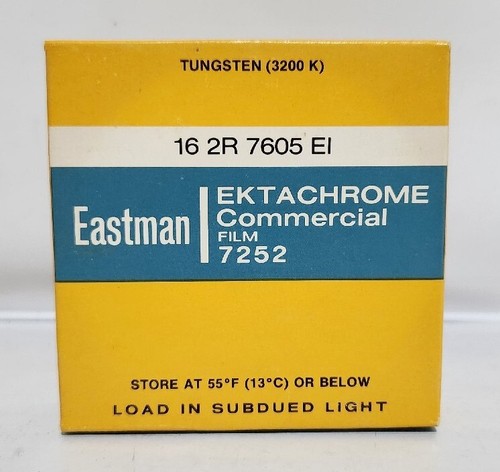 TUNGSTEN (3200 K)
16 2R 7605 EI
Eastman
EKTACHROME
Commercial
FILM
7252
STORE AT 55°F (13°C) OR BELOW
LOAD IN SUBDUED LIGHT